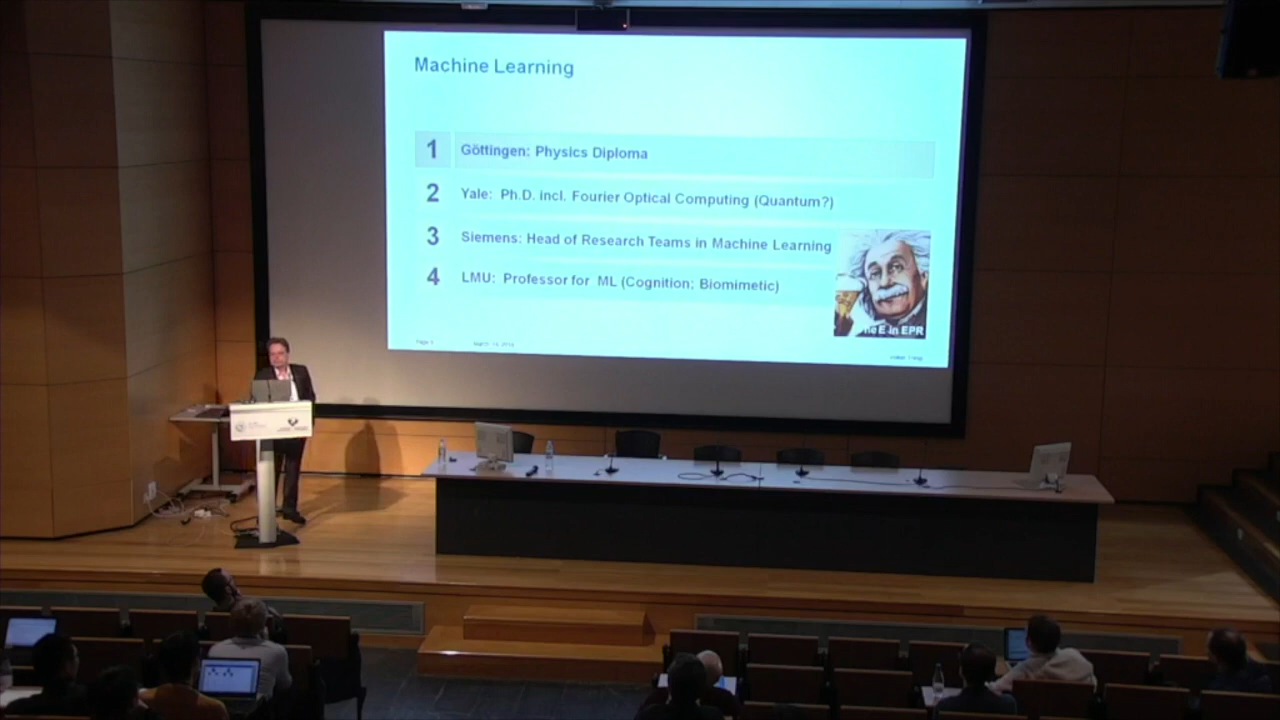 Machine Learning
1 Göttingen: Physics Diploma
2 Yale: Ph.D. incl. Fourier Optical Computing (Quantum?)
3 Siemens: Head of Research Teams in Machine Learning
4 LMU: Professor for ML (Cognition; Biomimetic)
E in EPR
Page